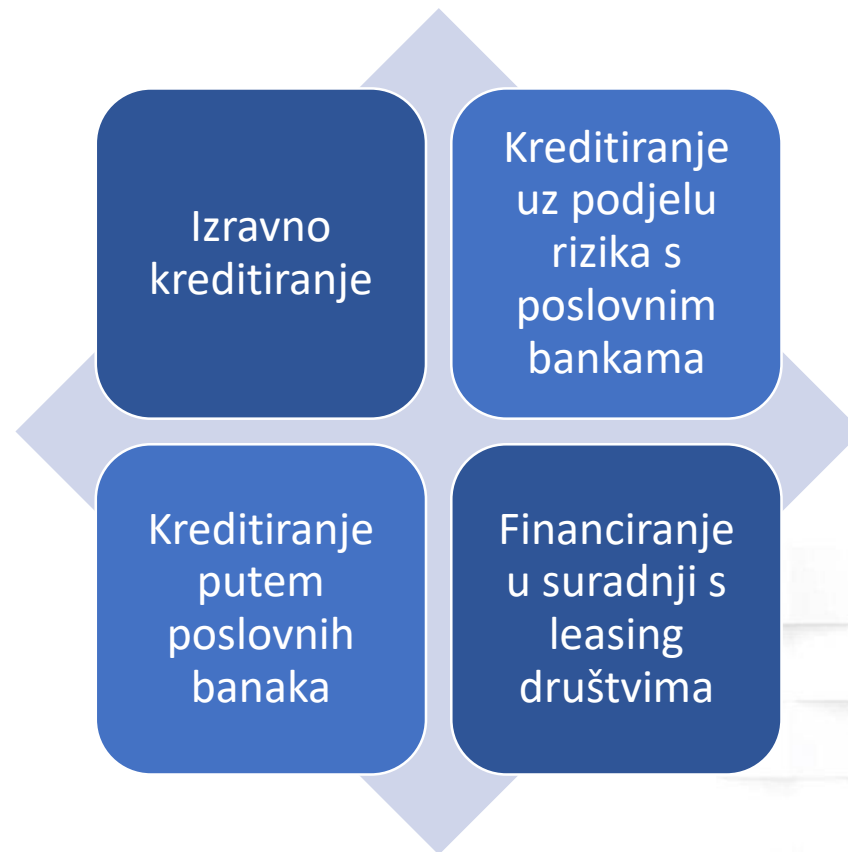 Izravno
kreditiranje
Kreditiranje
uz podjelu
rizika s
poslovnim
bankama
Kreditiranje
putem
poslovnih
banaka
Financiranje
u suradnji s
leasing
društvima